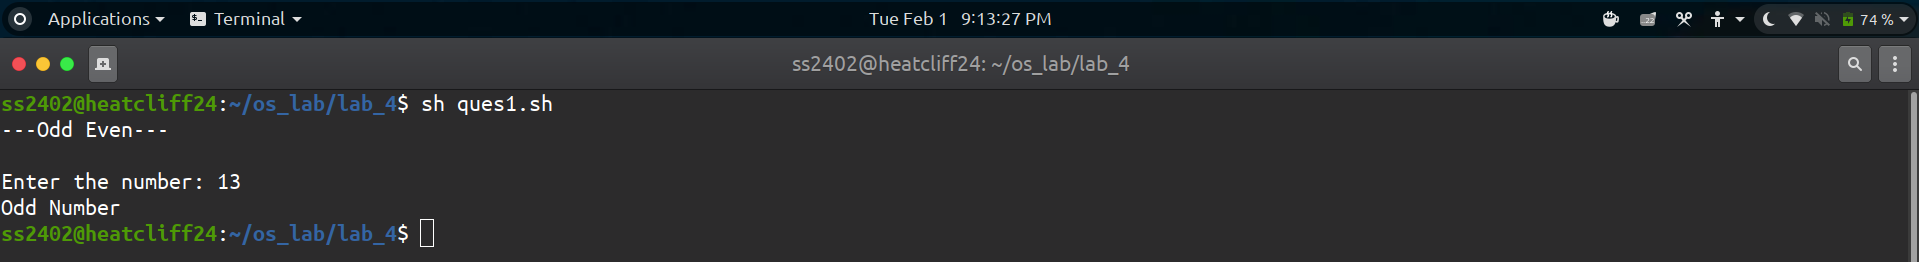 Applications Terminal Tue Feb 1 9:13:27 PM 22 74 %
ss2402@heatcliff24: ~/os_lab/lab_4
ss2402@heatcliff24:~/os_lab/lab_4$ sh ques1.sh
---Odd Even---
Enter the number: 13
Odd Number
ss2402@heatcliff24:~/os_lab/lab_4$